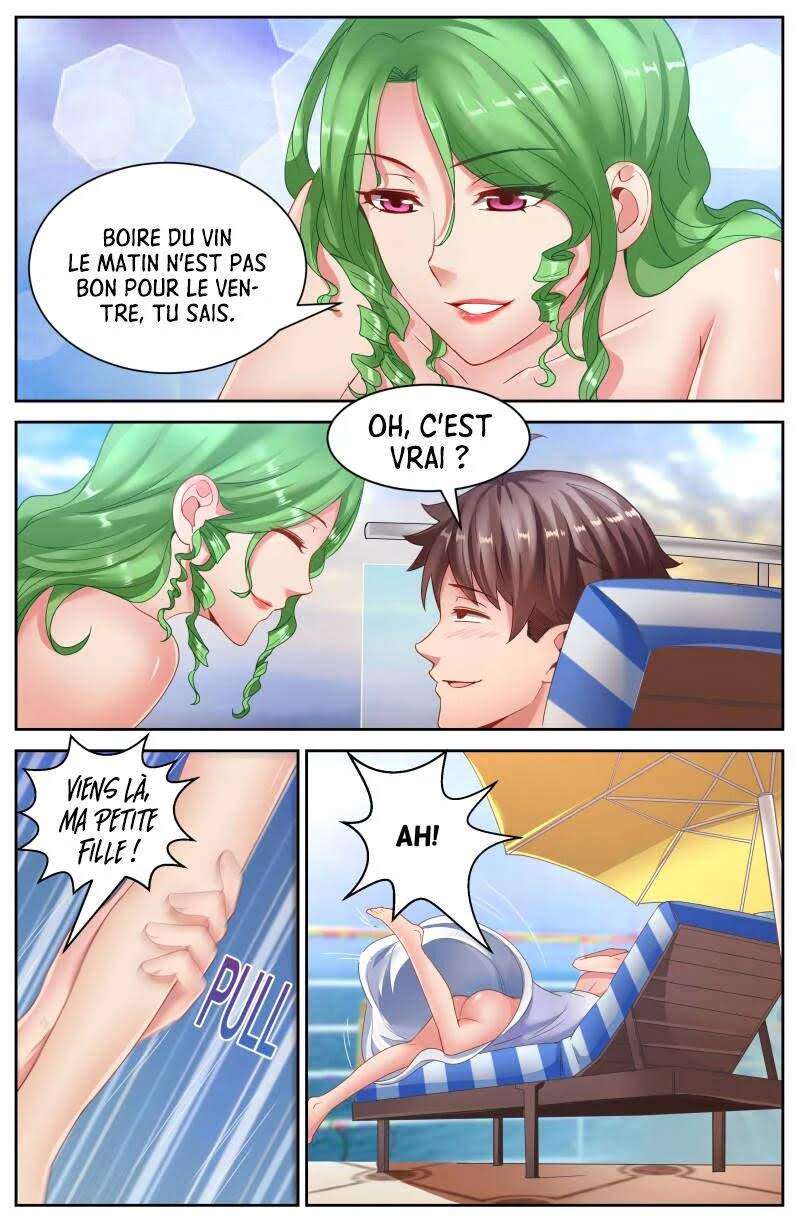 BOIRE DU VIN
LE MATIN N'EST PAS
BON POUR LE VEN-
TRE, TU SAIS.
OH, C'EST
VRAI ?
VIENS LÀ,
MA PETITE
FILLE !
PULL
AH!